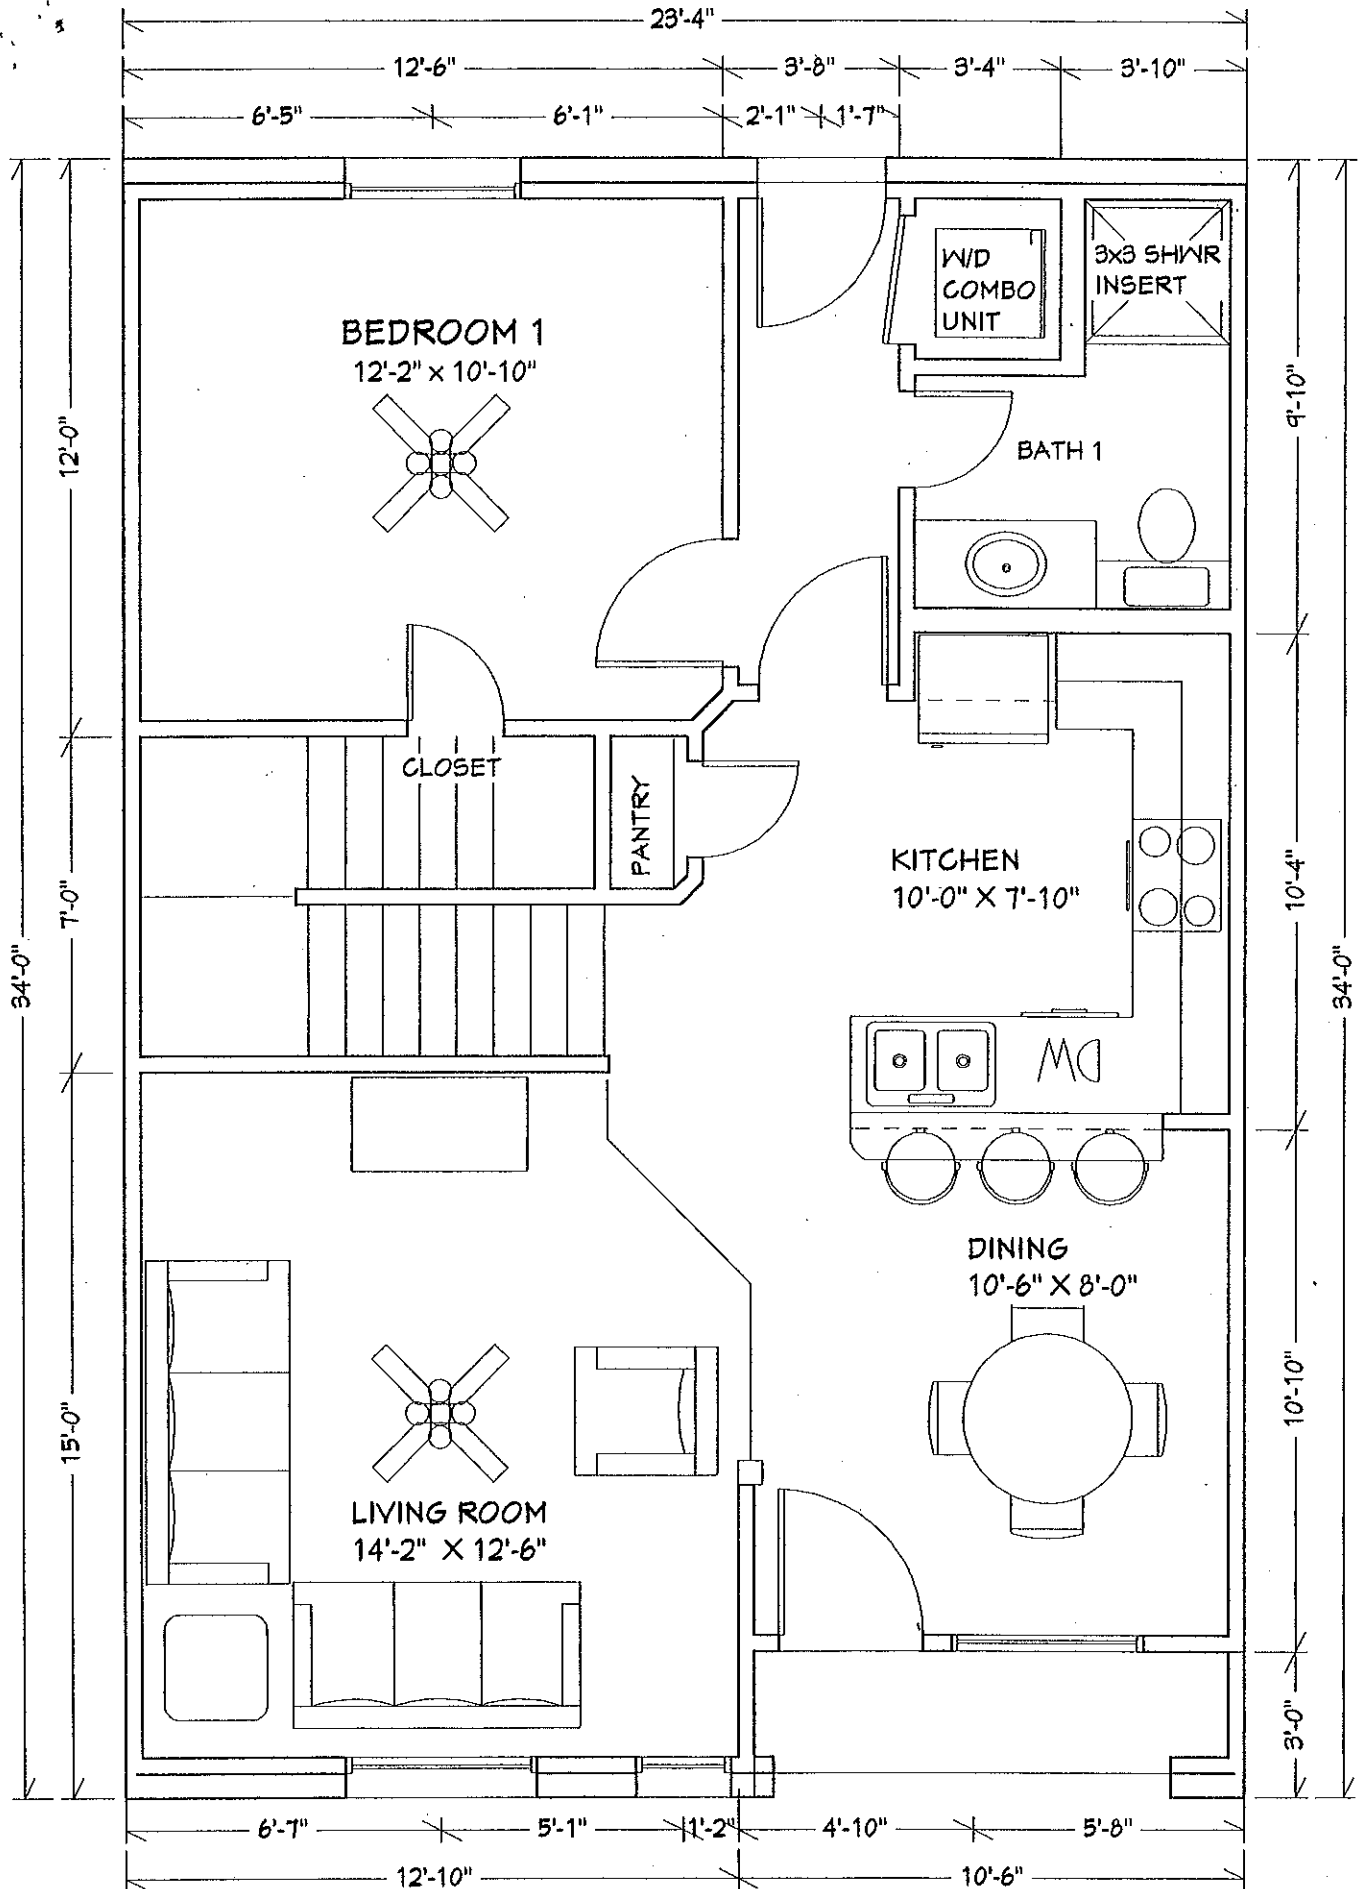 23'-4"
12'-6" 3'-8" 3'-4" 3'-10"
6'-5" 6'-1" 2'-1" 1'-7"
W/D
COMBO
UNIT
3x3 SHWR
INSERT
BEDROOM 1
12'-2" x 10'-10"
12'-0"
9'-10"
BATH 1
CLOSET
PANTRY
KITCHEN
10'-0" X 7'-10"
7'-0"
10'-4"
34'-0"
34'-0"
DW
DINING
10'-6" X 8'-0"
15'-0"
10'-10"
LIVING ROOM
14'-2" X 12'-6"
3'-0"
6'-7" 5'-1" 1'-2" 4'-10" 5'-8"
12'-10" 10'-6"